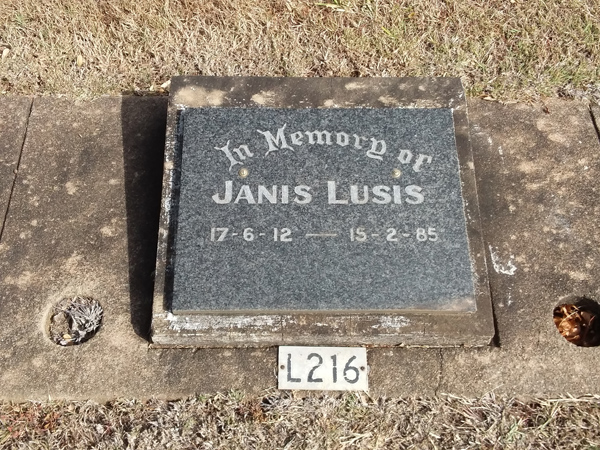 In Memory of
JANIS LUSIS
17-6-12 — 15-2-85
L216